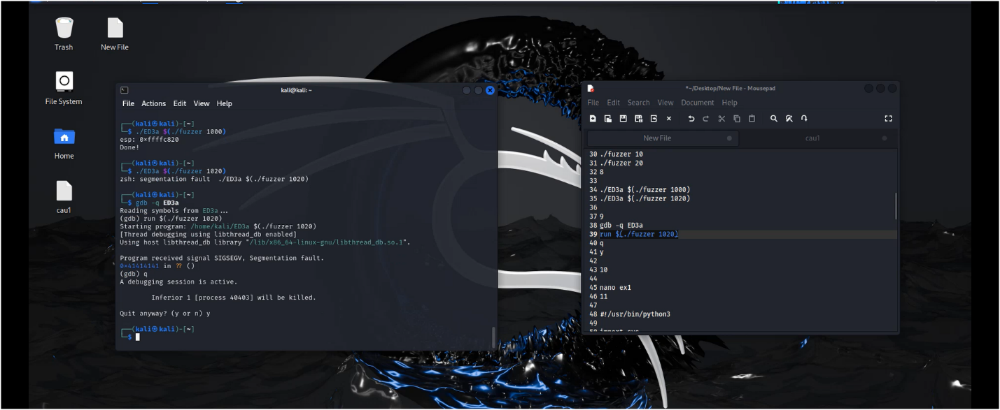 Trash
New File
File System
Home
cau1
kali@kali: ~
File Actions Edit View Help
┌──(kali㉿kali)-[~]
└─$ ./ED3a $(./fuzzer 1000)
esp: 0×ffffc820
Done!
┌──(kali㉿kali)-[~]
└─$ ./ED3a $(./fuzzer 1020)
zsh: segmentation fault  ./ED3a $(./fuzzer 1020)
┌──(kali㉿kali)-[~]
└─$ gdb -q ED3a
Reading symbols from ED3a...
(gdb) run $(./fuzzer 1020)
Starting program: /home/kali/ED3a $(./fuzzer 1020)
[Thread debugging using libthread_db enabled]
Using host libthread_db library "/lib/x86_64-linux-gnu/libthread_db.so.1".
Program received signal SIGSEGV, Segmentation fault.
0×41414141 in ?? ()
(gdb) q
A debugging session is active.
Inferior 1 [process 40403] will be killed.
Quit anyway? (y or n) y
┌──(kali㉿kali)-[~]
└─$
*~/Desktop/New File - Mousepad
File Edit Search View Document Help
New File
cau1
30 ./fuzzer 10
31 ./fuzzer 20
32 8
33
34 ./ED3a $(./fuzzer 1000)
35 ./ED3a $(./fuzzer 1020)
36
37 9
38 gdb -q ED3a
39 run $(./fuzzer 1020)
40 q
41 y
42
43 10
44
45 nano ex1
46 11
47
48 #!/usr/bin/python3
49
50 import sys